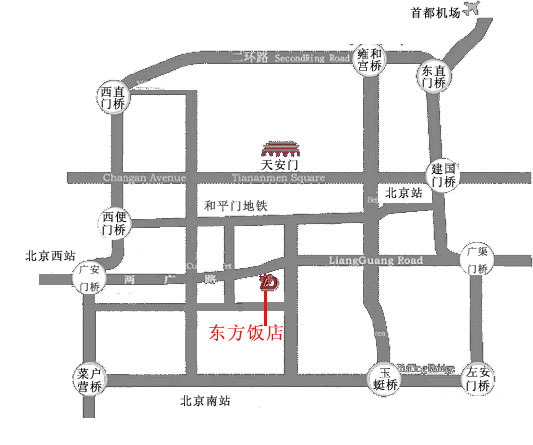 首都机场
二环路 SecondRing Road
雍和
宫桥
东直
门桥
西直
门桥
天安门
Changan Avenue
Tiananmen Square
建国
门桥
北京站
和平门地铁
西便
门桥
北京西站
广安
门桥
两 广 路
LiangGuang Road
广渠
门桥
东方饭店
菜户
营桥
北京南站
玉
蜓桥
左安
门桥